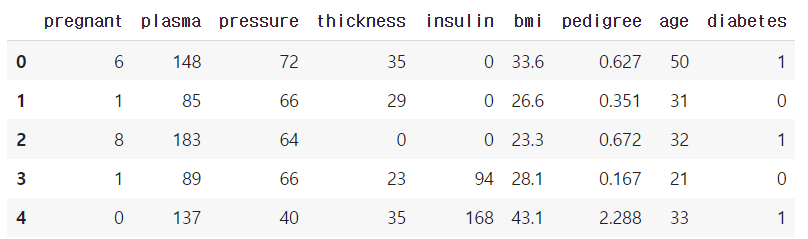 pregnant plasma pressure thickness insulin bmi pedigree age diabetes
0 6 148 72 35 0 33.6 0.627 50 1
1 1 85 66 29 0 26.6 0.351 31 0
2 8 183 64 0 0 23.3 0.672 32 1
3 1 89 66 23 94 28.1 0.167 21 0
4 0 137 40 35 168 43.1 2.288 33 1